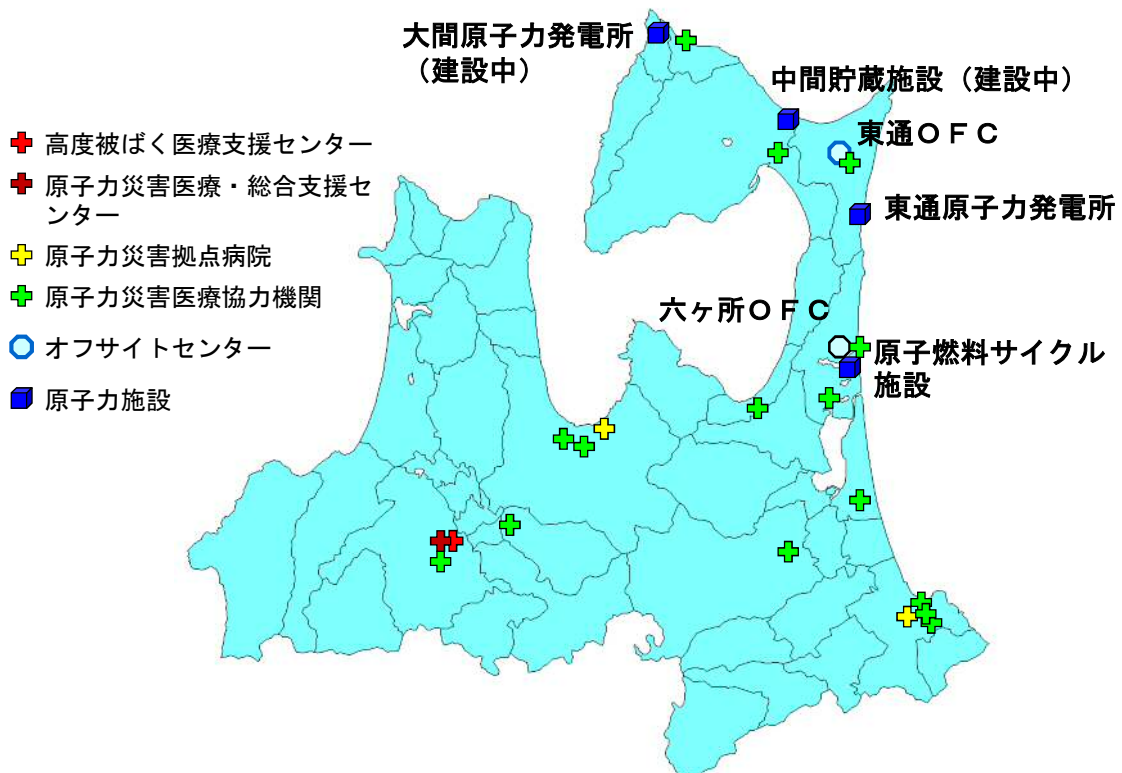 大間原子力発電所
（建設中）
中間貯蔵施設（建設中）
東通ＯＦＣ
東通原子力発電所
六ヶ所ＯＦＣ
原子燃料サイクル
施設
高度被ばく医療支援センター
原子力災害医療・総合支援セ
ンター
原子力災害拠点病院
原子力災害医療協力機関
オフサイトセンター
原子力施設